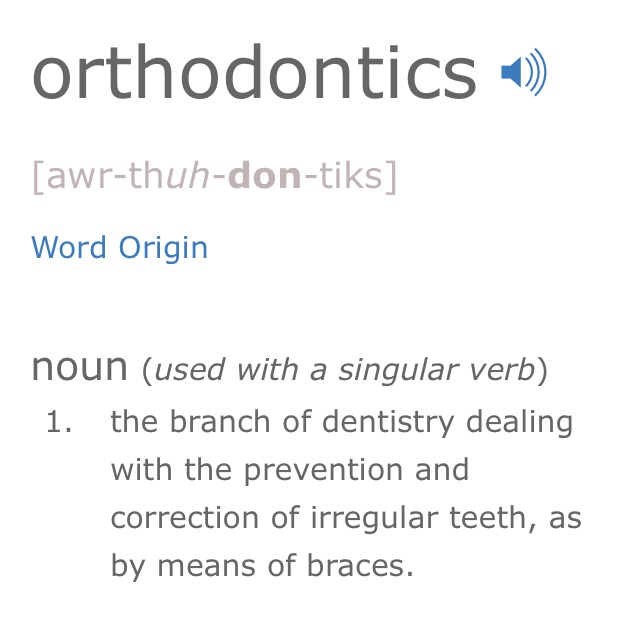 orthodontics
[awr-thuh-don-tiks]
Word Origin
noun (used with a singular verb)
1. the branch of dentistry dealing
with the prevention and
correction of irregular teeth, as
by means of braces.